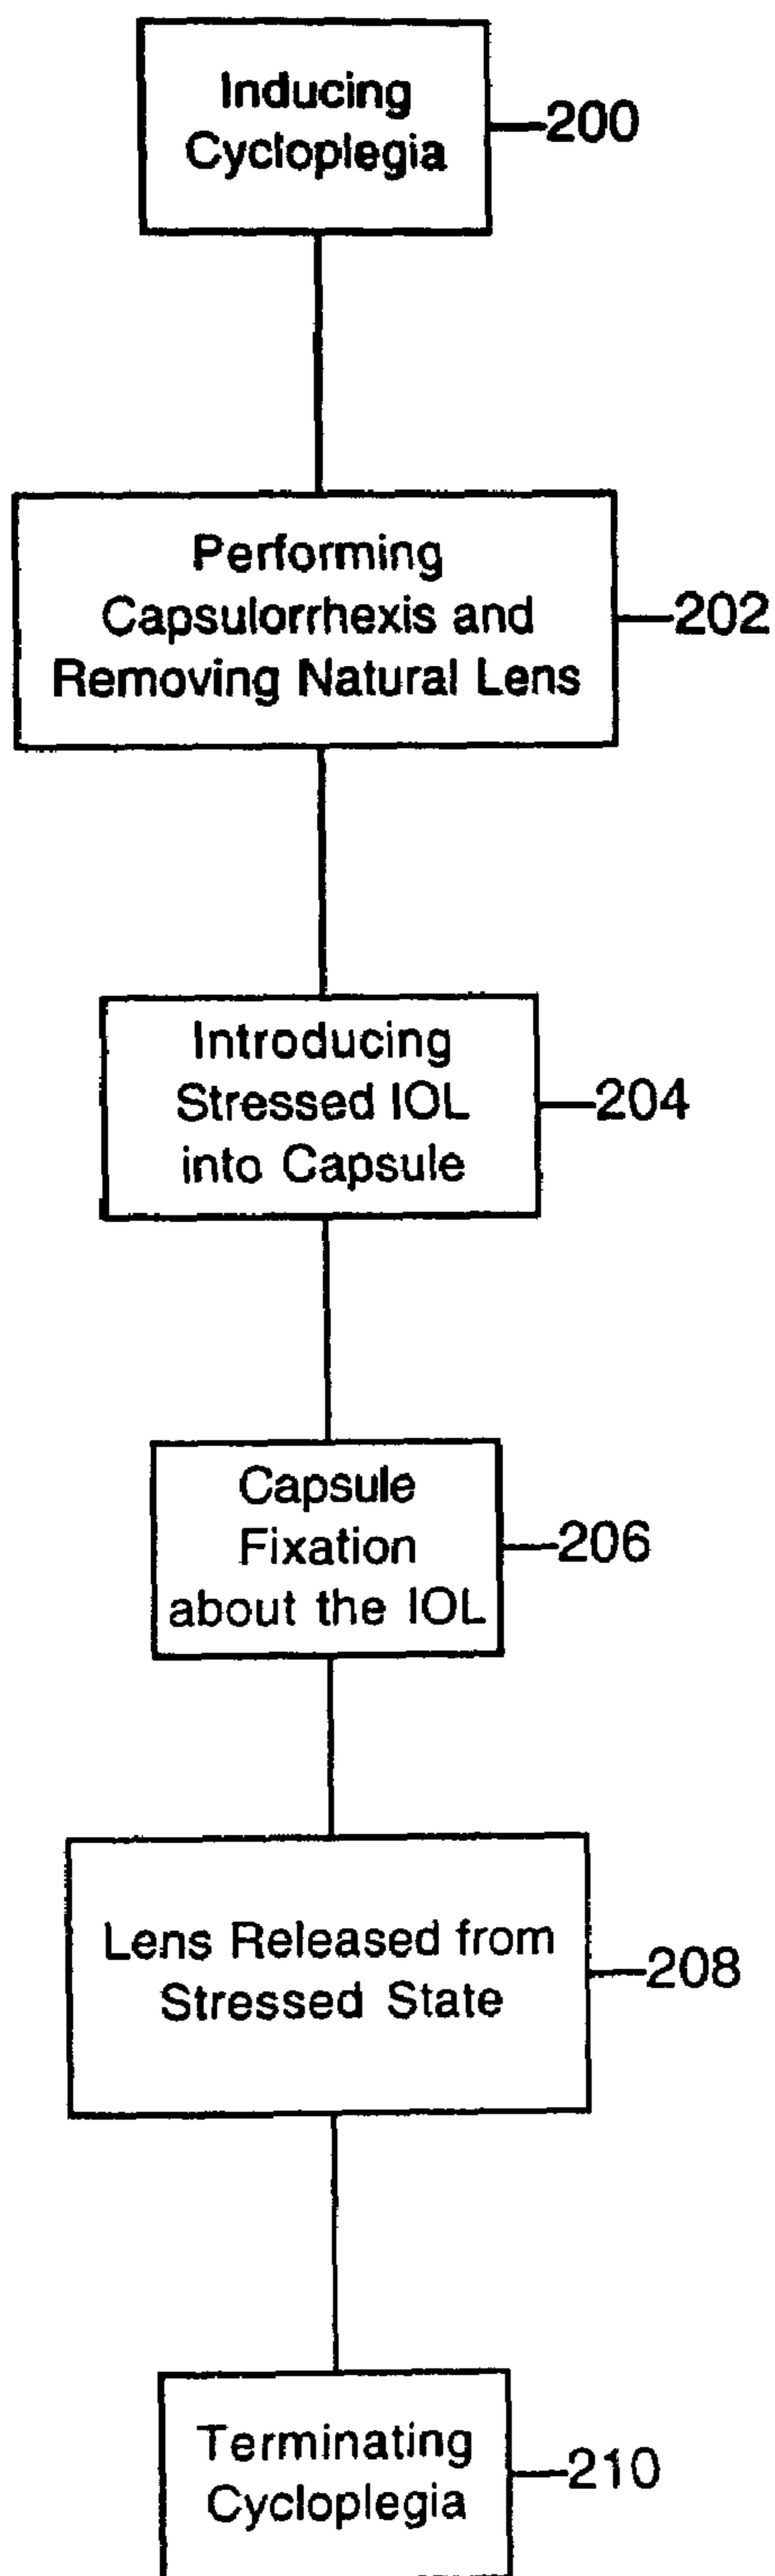 Inducing
Cycloplegia
200
Performing
Capsulorrhexis and
Removing Natural Lens
202
Introducing
Stressed IOL
into Capsule
204
Capsule
Fixation
about the IOL
206
Lens Released from
Stressed State
208
Terminating
Cycloplegia
210